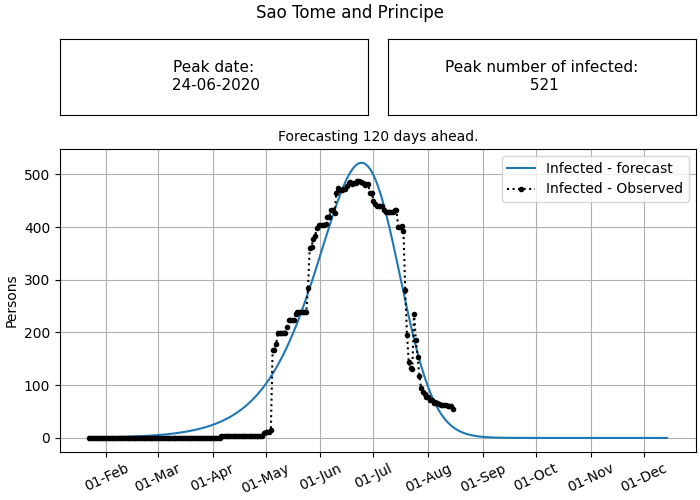 Sao Tome and Principe
Peak date:
24-06-2020
Peak number of infected:
521
Forecasting 120 days ahead.
Infected - forecast
Infected - Observed
Persons
500
400
300
200
100
0
01-Feb
01-Mar
01-Apr
01-May
01-Jun
01-Jul
01-Aug
01-Sep
01-Oct
01-Nov
01-Dec